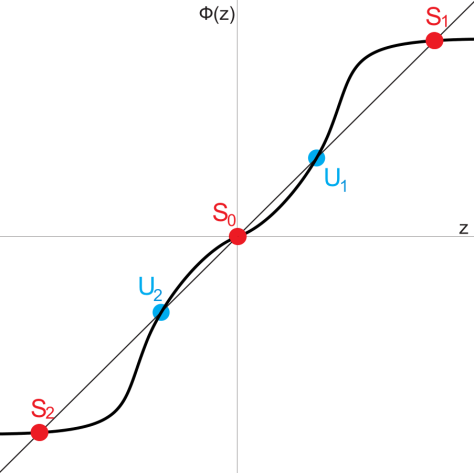 Φ(z)
S₁
U₁
S₀
z
U₂
S₂